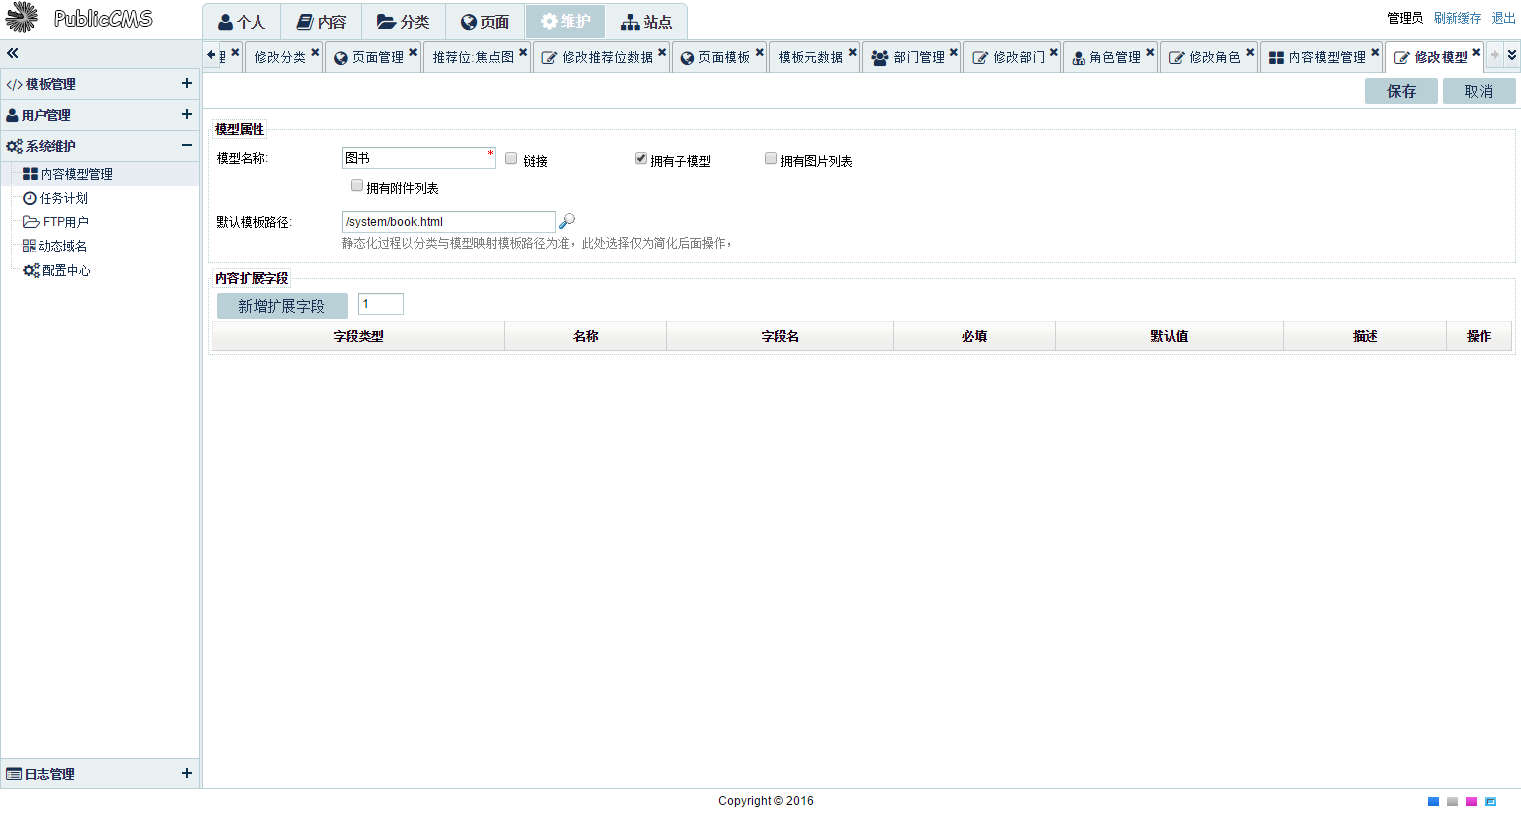 PublicCMS
个人 内容 分类 页面 维护 站点
管理员 刷新缓存 退出
修改分类 页面管理 推荐位:焦点图 修改推荐位数据 页面模板 模板元数据 部门管理 修改部门 角色管理 修改角色 内容模型管理 修改模型
模板管理
用户管理
系统维护
内容模型管理
任务计划
FTP用户
动态域名
配置中心
日志管理
保存 取消
模型属性
模型名称: 图书 * 链接 拥有子模型 拥有图片列表
拥有附件列表
默认模板路径: /system/book.html
静态化过程以分类与模型映射模板路径为准，此处选择仅为简化后面操作，
内容扩展字段
新增扩展字段 1
字段类型 名称 字段名 必填 默认值 描述 操作
Copyright © 2016